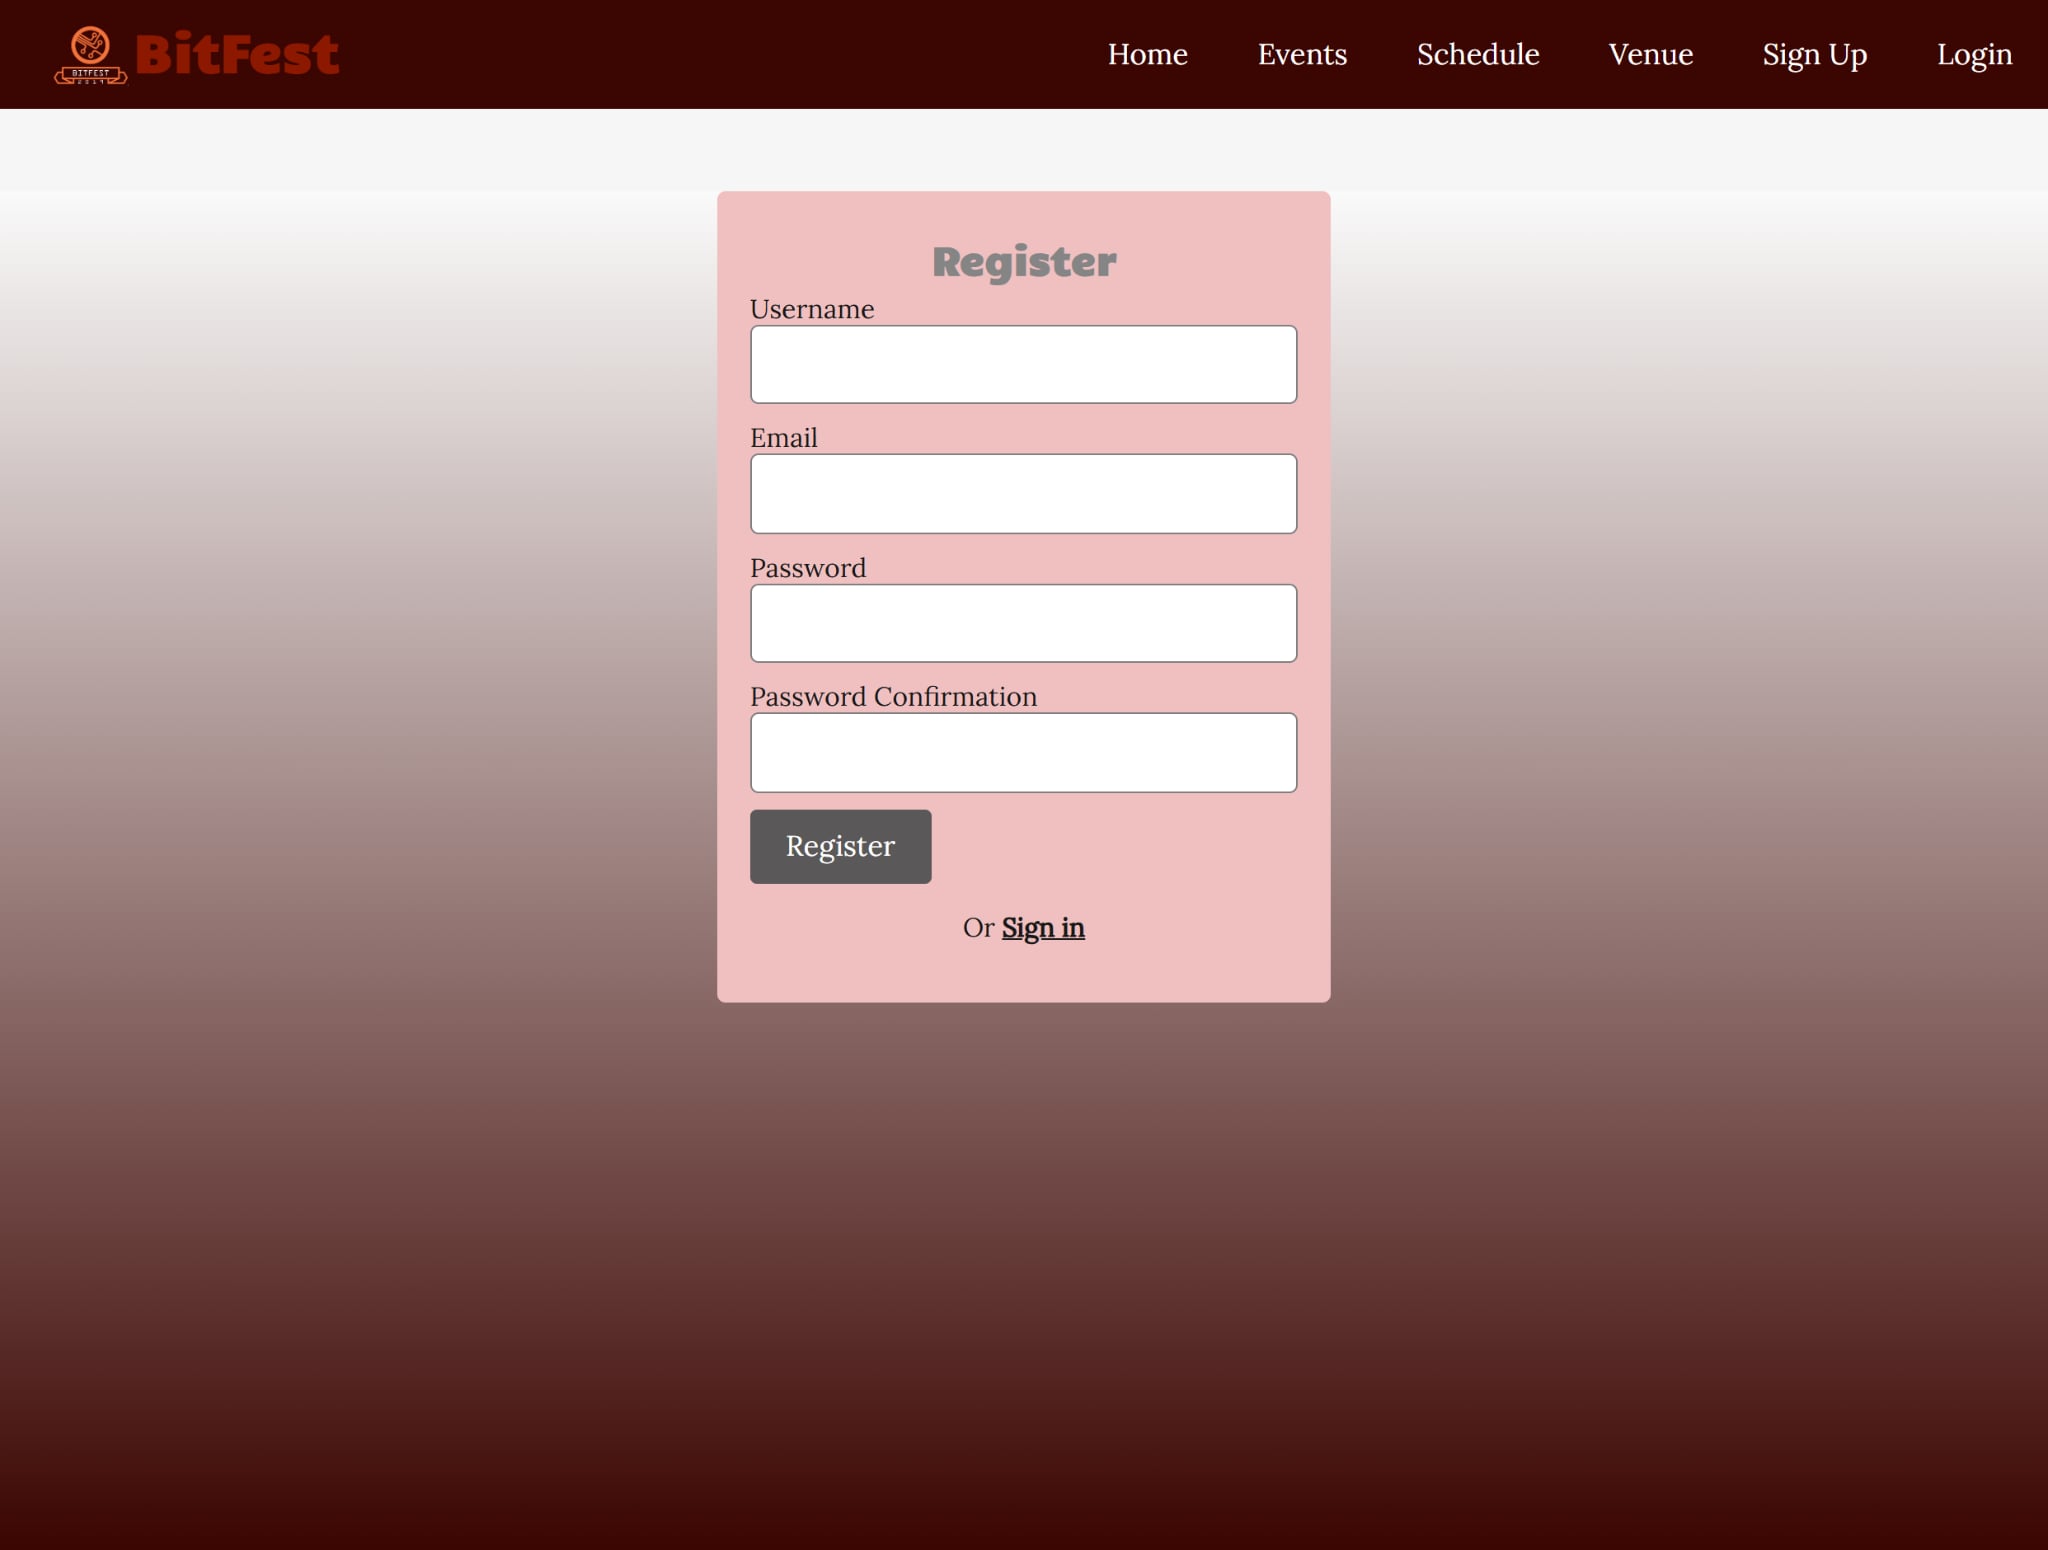 BITFEST
2019
BitFest
Home
Events
Schedule
Venue
Sign Up
Login
Register
Username
Email
Password
Password Confirmation
Register
Or Sign in